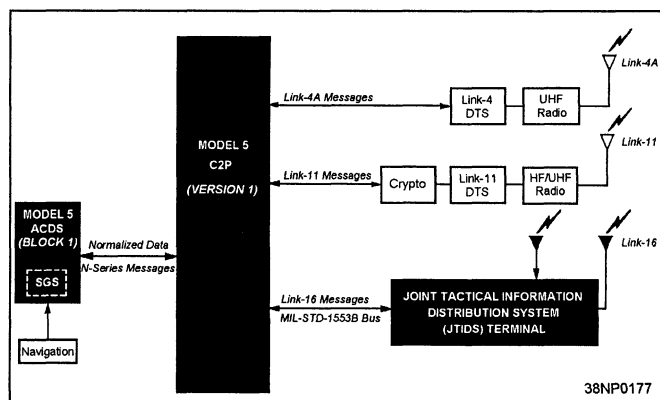 Link-4A
Link-4A Messages
Link-4
DTS
UHF
Radio
Link-11
MODEL 5
C2P
(VERSION 1)
Link-11 Messages
Crypto
Link-11
DTS
HF/UHF
Radio
MODEL 5
ACDS
(BLOCK 1)
SGS
Navigation
Normalized Data
N-Series Messages
Link-16
Link-16 Messages
MIL-STD-1553B Bus
JOINT TACTICAL INFORMATION
DISTRIBUTION SYSTEM
(JTIDS) TERMINAL
38NP0177